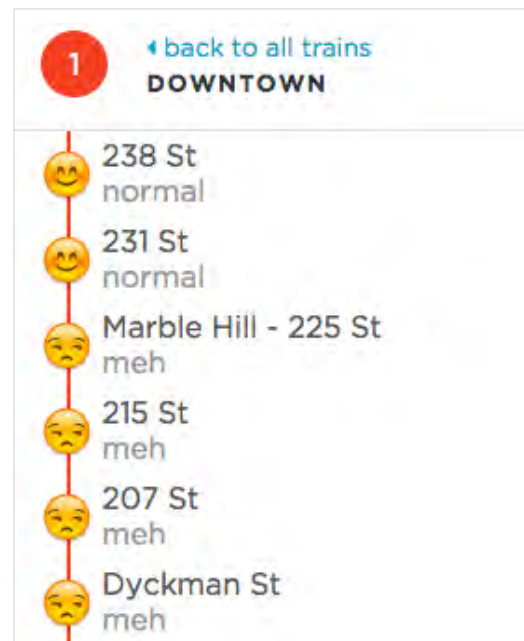 1
back to all trains
DOWNTOWN
238 St
normal
231 St
normal
Marble Hill - 225 St
meh
215 St
meh
207 St
meh
Dyckman St
meh